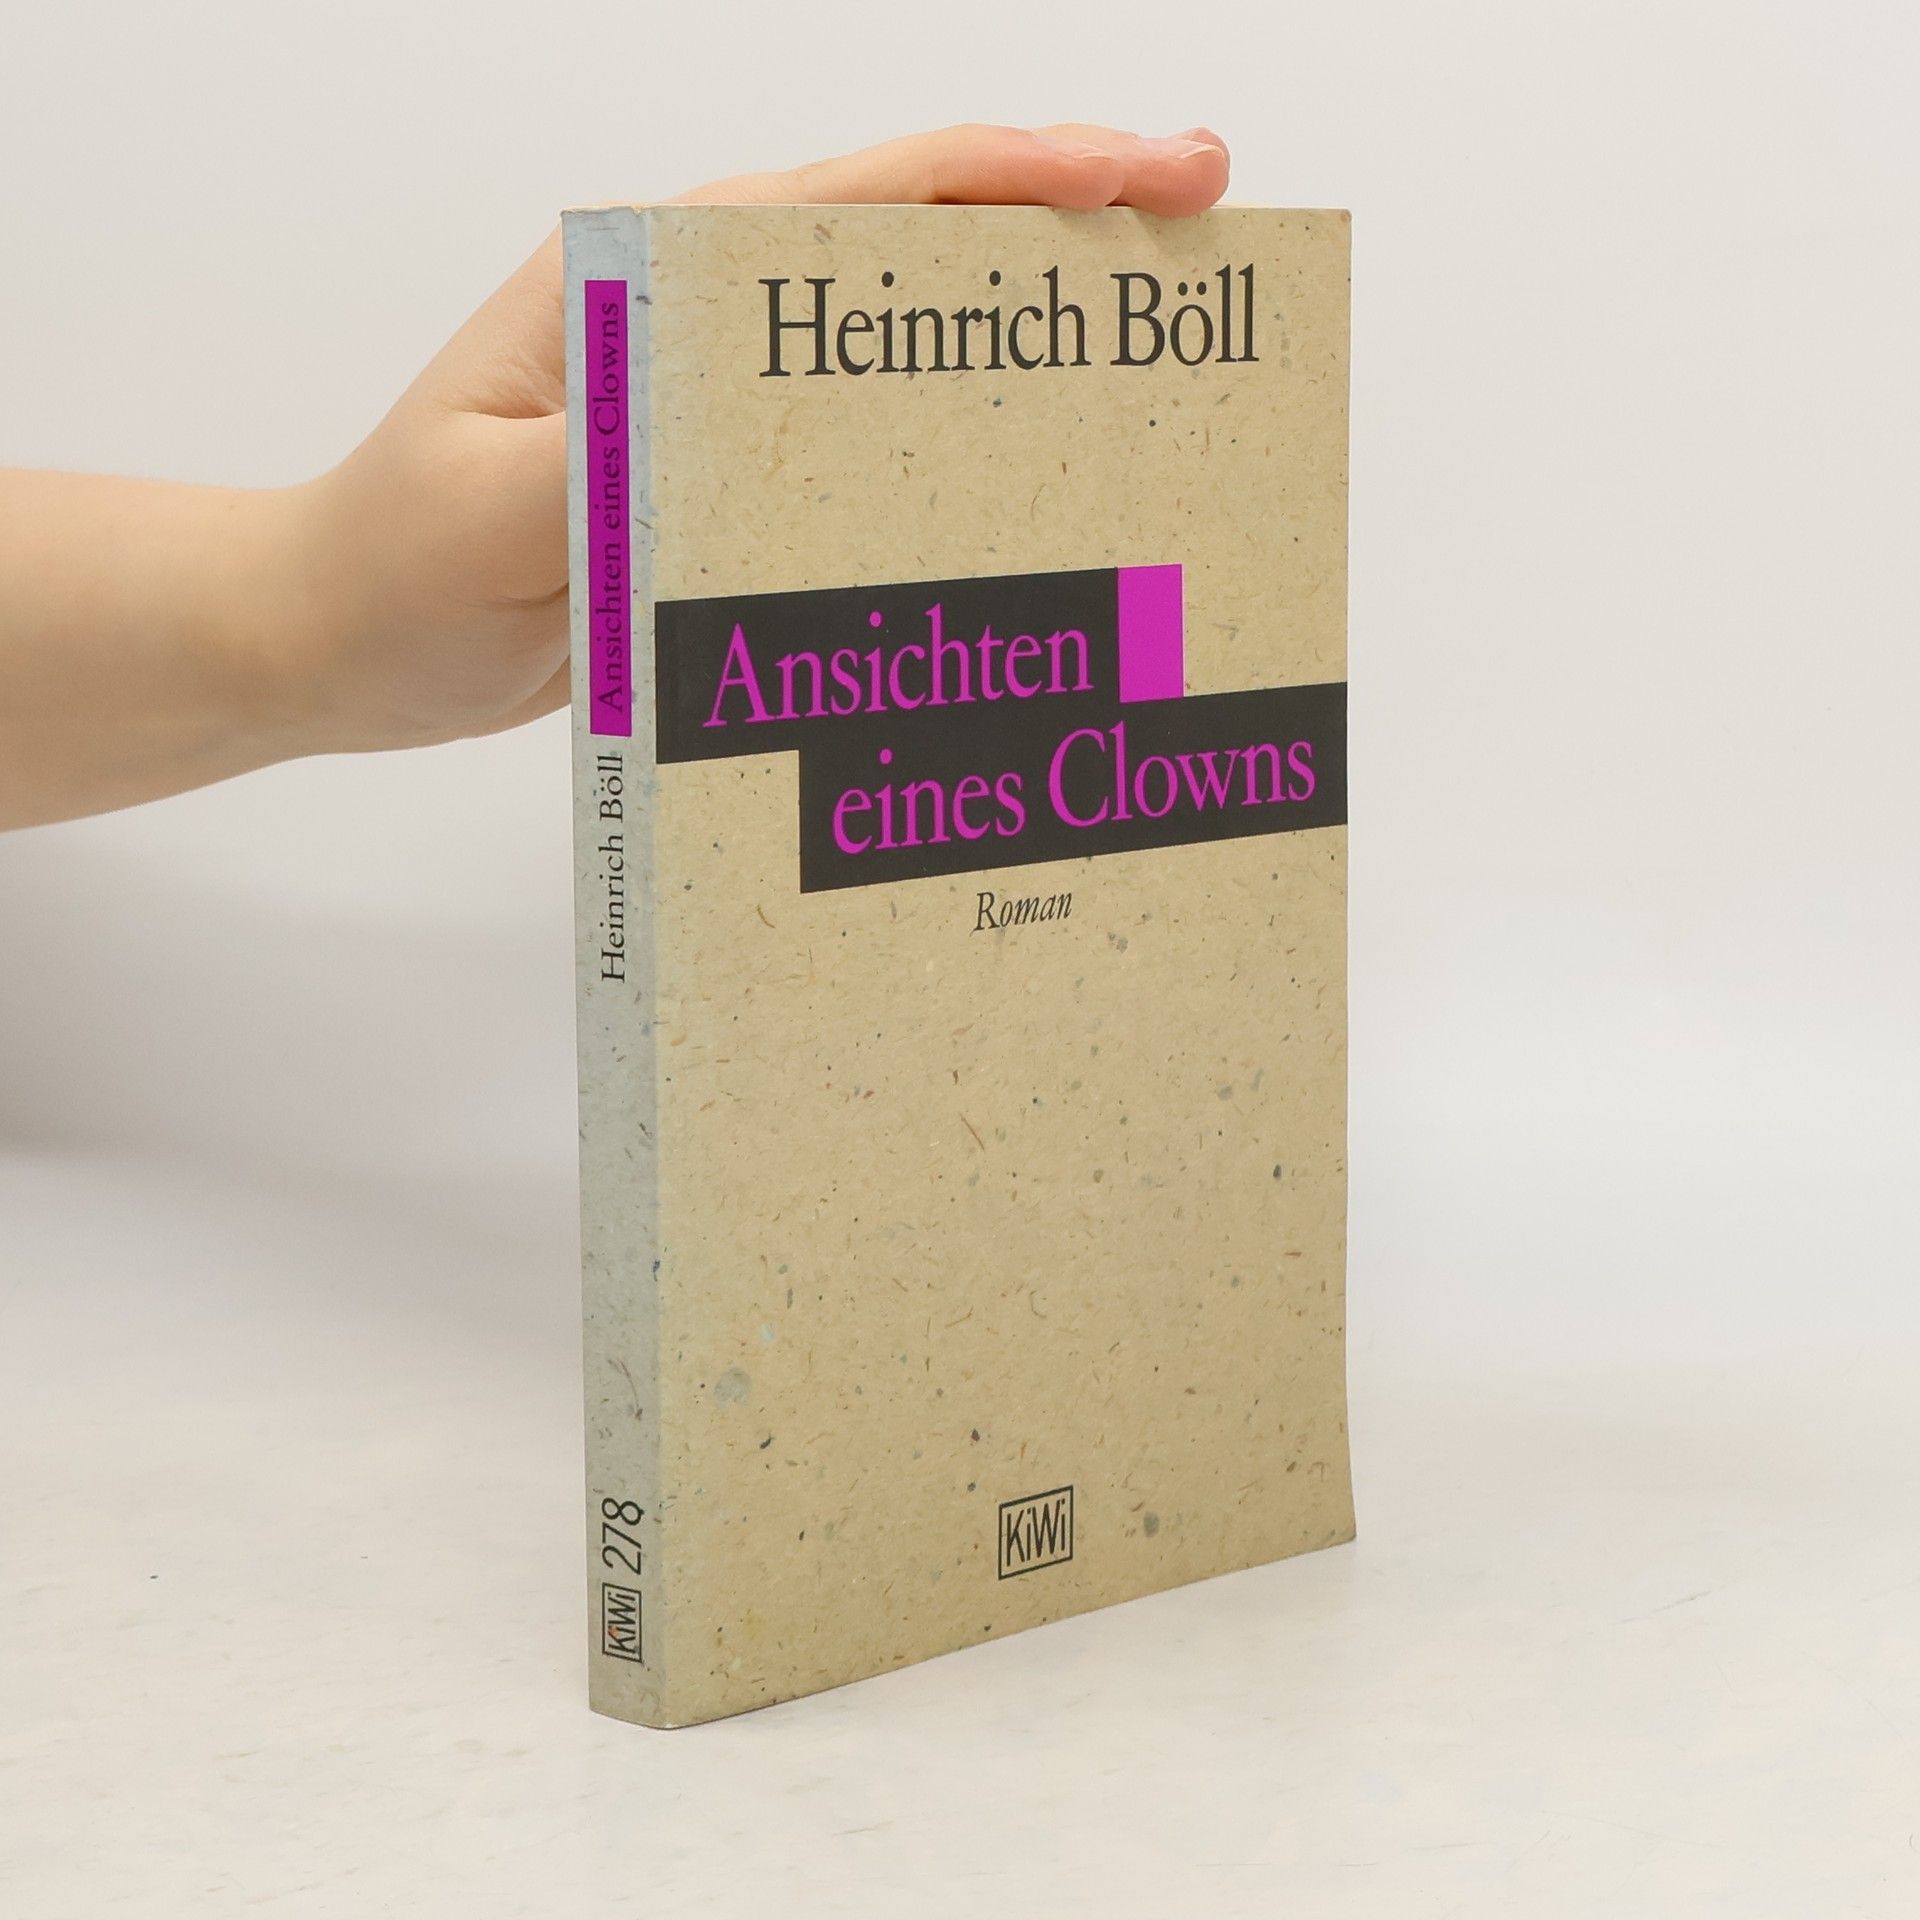 Heinrich Böll
Ansichten
eines Clowns
Roman
KiWi
Ansichten eines Clowns
Heinrich Böll
KiWi 278